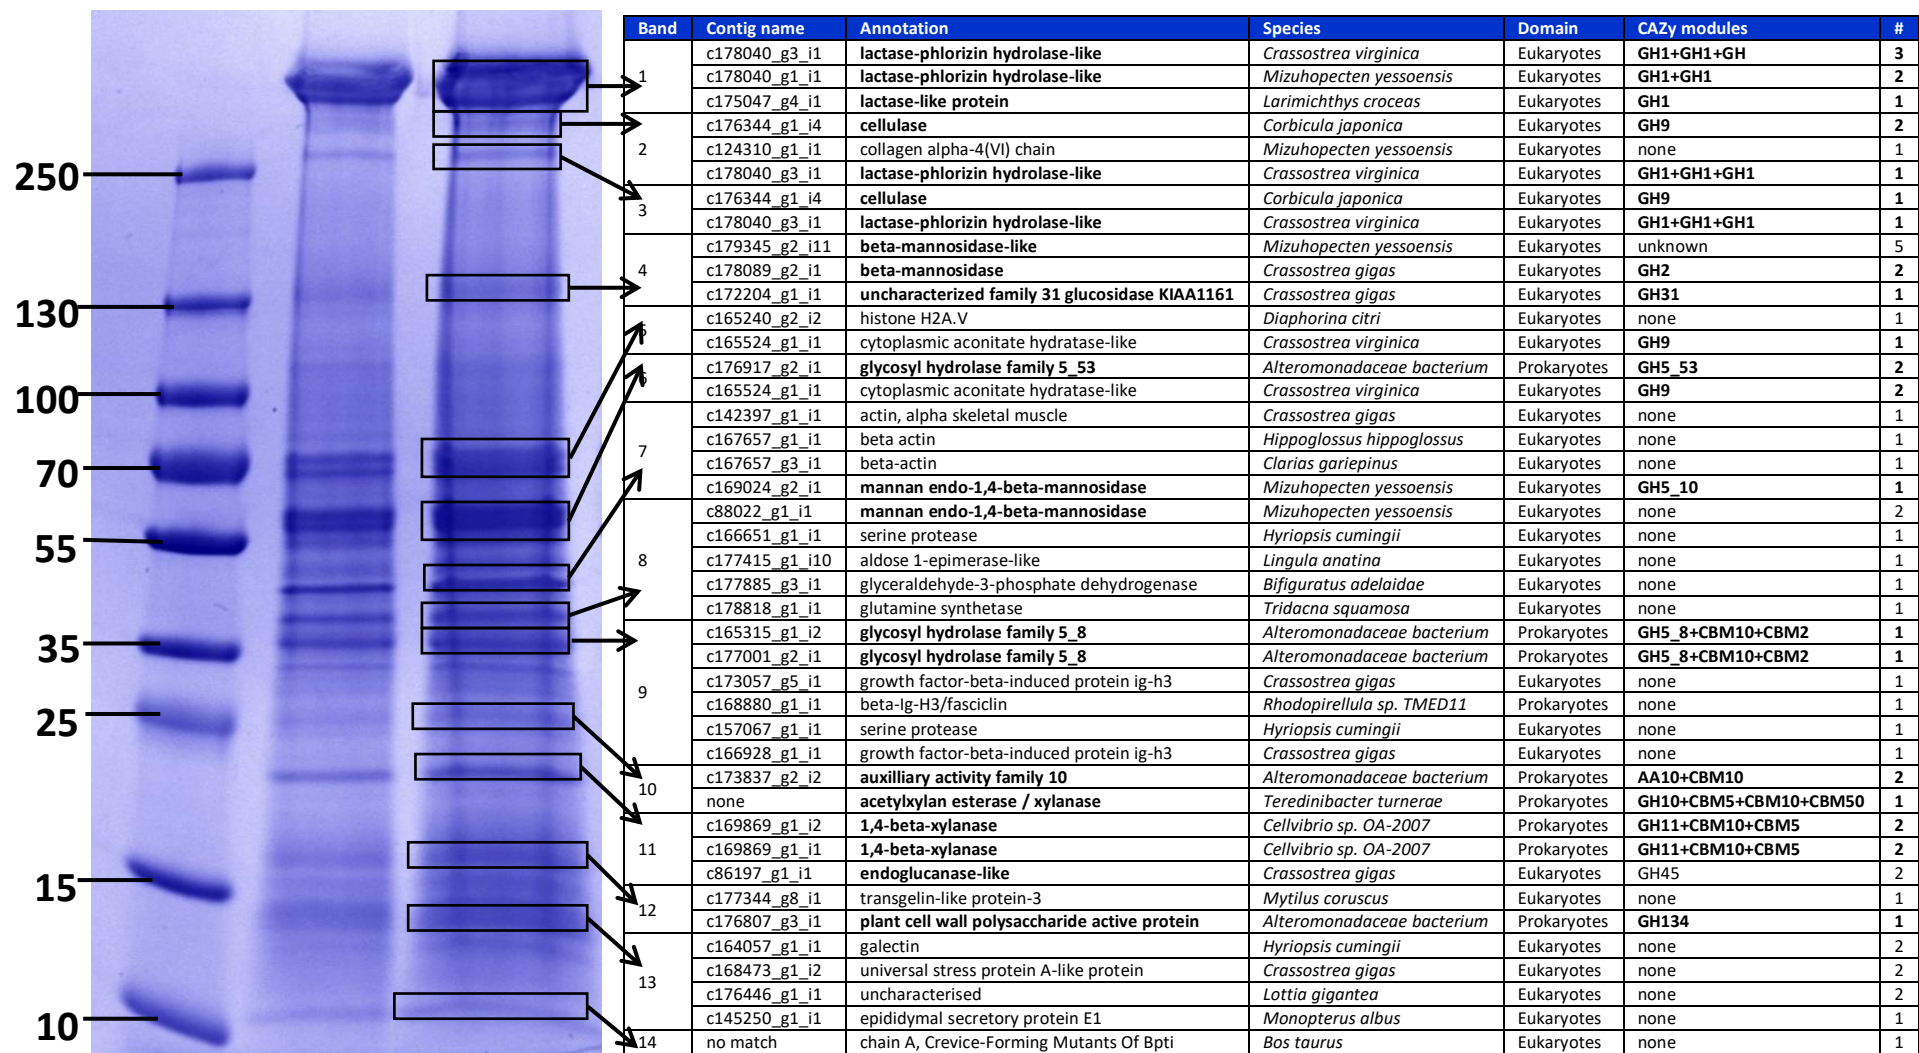 250
130
100
70
55
35
25
15
10
Band Contig name Annotation Species Domain CAZy modules #
1 c178040_g3_i1 lactase-phlorizin hydrolase-like Crassostrea virginica Eukaryotes GH1+GH1+GH 3
c178040_g1_i1 lactase-phlorizin hydrolase-like Mizuhopecten yessoensis Eukaryotes GH1+GH1 2
c175047_g4_i1 lactase-like protein Larimichthys croceas Eukaryotes GH1 1
2 c176344_g1_i4 cellulase Corbicula japonica Eukaryotes GH9 2
c124310_g1_i1 collagen alpha-4(VI) chain Mizuhopecten yessoensis Eukaryotes none 1
c178040_g3_i1 lactase-phlorizin hydrolase-like Crassostrea virginica Eukaryotes GH1+GH1+GH1 1
3 c176344_g1_i4 cellulase Corbicula japonica Eukaryotes GH9 1
c178040_g3_i1 lactase-phlorizin hydrolase-like Crassostrea virginica Eukaryotes GH1+GH1+GH1 1
4 c179345_g2_i11 beta-mannosidase-like Mizuhopecten yessoensis Eukaryotes unknown 5
c178089_g2_i1 beta-mannosidase Crassostrea gigas Eukaryotes GH2 2
c172204_g1_i1 uncharacterized family 31 glucosidase KIAA1161 Crassostrea gigas Eukaryotes GH31 1
5 c165240_g2_i2 histone H2A.V Diaphorina citri Eukaryotes none 1
c165524_g1_i1 cytoplasmic aconitate hydratase-like Crassostrea virginica Eukaryotes GH9 1
6 c176917_g2_i1 glycosyl hydrolase family 5_53 Alteromonadaceae bacterium Prokaryotes GH5_53 2
c165524_g1_i1 cytoplasmic aconitate hydratase-like Crassostrea virginica Eukaryotes GH9 2
7 c142397_g1_i1 actin, alpha skeletal muscle Crassostrea gigas Eukaryotes none 1
c167657_g1_i1 beta actin Hippoglossus hippoglossus Eukaryotes none 1
c167657_g3_i1 beta-actin Clarias gariepinus Eukaryotes none 1
c169024_g2_i1 mannan endo-1,4-beta-mannosidase Mizuhopecten yessoensis Eukaryotes GH5_10 1
8 c88022_g1_i1 mannan endo-1,4-beta-mannosidase Mizuhopecten yessoensis Eukaryotes none 2
c166651_g1_i1 serine protease Hyriopsis cumingii Eukaryotes none 1
c177415_g1_i10 aldose 1-epimerase-like Lingula anatina Eukaryotes none 1
c177885_g3_i1 glyceraldehyde-3-phosphate dehydrogenase Bifiguratus adelaidae Eukaryotes none 1
c178818_g1_i1 glutamine synthetase Tridacna squamosa Eukaryotes none 1
9 c165315_g1_i2 glycosyl hydrolase family 5_8 Alteromonadaceae bacterium Prokaryotes GH5_8+CBM10+CBM2 1
c177001_g2_i1 glycosyl hydrolase family 5_8 Alteromonadaceae bacterium Prokaryotes GH5_8+CBM10+CBM2 1
c173057_g5_i1 growth factor-beta-induced protein ig-h3 Crassostrea gigas Eukaryotes none 1
c168880_g1_i1 beta-Ig-H3/fasciclin Rhodopirellula sp. TMED11 Prokaryotes none 1
c157067_g1_i1 serine protease Hyriopsis cumingii Eukaryotes none 1
c166928_g1_i1 growth factor-beta-induced protein ig-h3 Crassostrea gigas Eukaryotes none 1
10 c173837_g2_i2 auxilliary activity family 10 Alteromonadaceae bacterium Prokaryotes AA10+CBM10 2
none acetylxylan esterase / xylanase Teredinibacter turnerae Prokaryotes GH10+CBM5+CBM10+CBM50 1
11 c169869_g1_i2 1,4-beta-xylanase Cellvibrio sp. OA-2007 Prokaryotes GH11+CBM10+CBM5 2
c169869_g1_i1 1,4-beta-xylanase Cellvibrio sp. OA-2007 Prokaryotes GH11+CBM10+CBM5 2
c86197_g1_i1 endoglucanase-like Crassostrea gigas Eukaryotes GH45 2
12 c177344_g8_i1 transgelin-like protein-3 Mytilus coruscus Eukaryotes none 1
c176807_g3_i1 plant cell wall polysaccharide active protein Alteromonadaceae bacterium Prokaryotes GH134 1
13 c164057_g1_i1 galectin Hyriopsis cumingii Eukaryotes none 2
c168473_g1_i2 universal stress protein A-like protein Crassostrea gigas Eukaryotes none 2
c176446_g1_i1 uncharacterised Lottia gigantea Eukaryotes none 2
c145250_g1_i1 epididymal secretory protein E1 Monopterus albus Eukaryotes none 1
14 no match chain A, Crevice-Forming Mutants Of Bpti Bos taurus Eukaryotes none 1